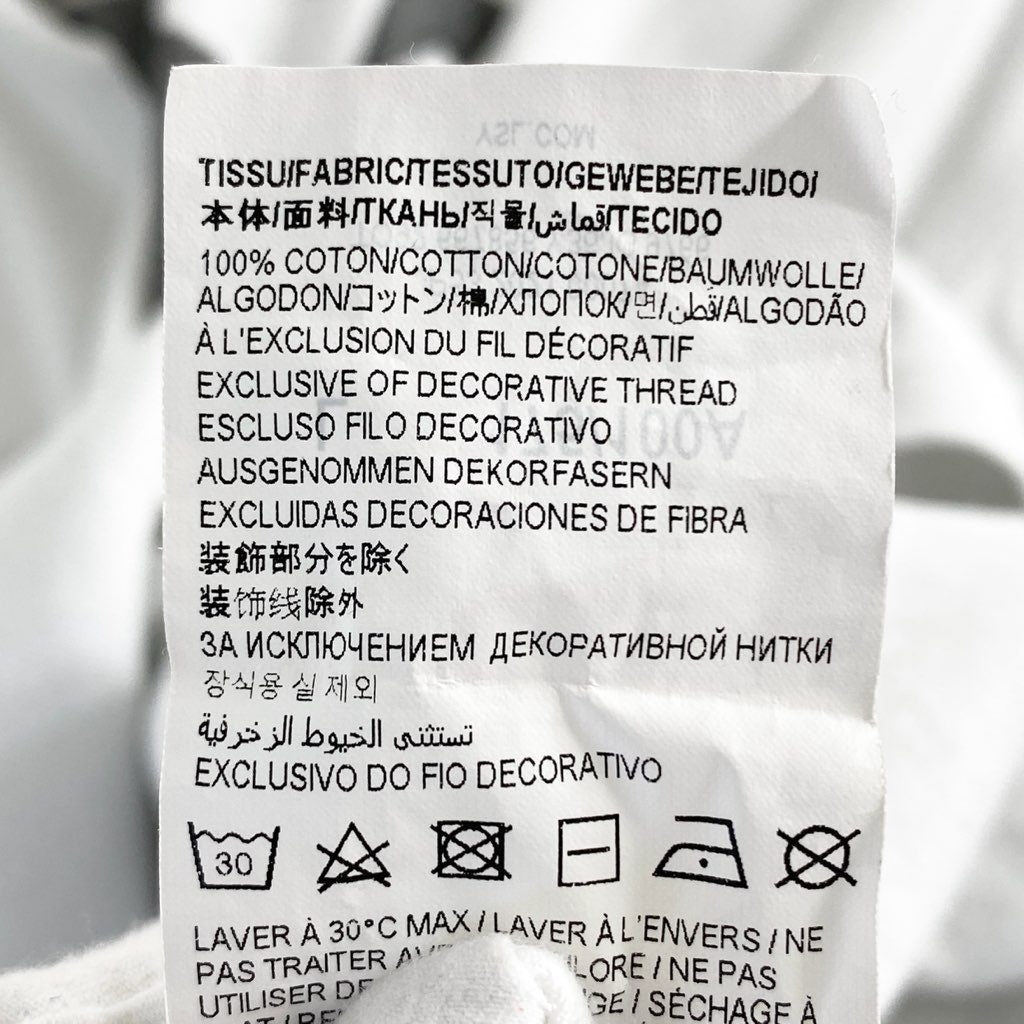 TISSU/FABRIC/TESSUTO/GEWEBE/TEJIDO/
本体/面料/ТКАНЬ/직물/قماش/TECIDO
100% COTON/COTTON/COTONE/BAUMWOLLE/
ALGODON/コットン/棉/ХЛОПОК/면/قطن/ALGODÃO
À L'EXCLUSION DU FIL DÉCORATIF
EXCLUSIVE OF DECORATIVE THREAD
ESCLUSO FILO DECORATIVO
AUSGENOMMEN DEKORFASERN
EXCLUIDAS DECORACIONES DE FIBRA
装飾部分を除く
装饰线除外
ЗА ИСКЛЮЧЕНИЕМ ДЕКОРАТИВНОЙ НИТКИ
장식용 실 제외
تستثنى الخيوط الزخرفية
EXCLUSIVO DO FIO DECORATIVO
30
LAVER À 30°C MAX / LAVER À L'ENVERS / NE
PAS TRAITER / NE PAS
UTILISER / SÉCHAGE À